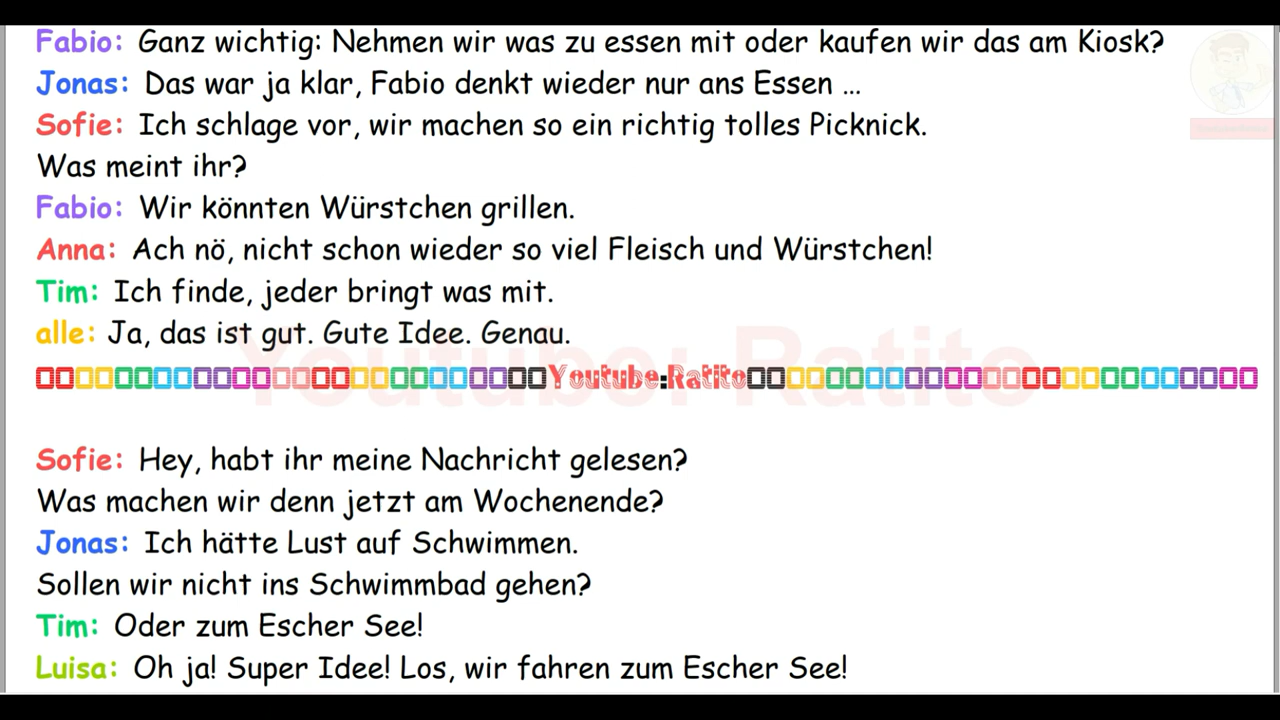 Fabio: Ganz wichtig: Nehmen wir was zu essen mit oder kaufen wir das am Kiosk?
Jonas: Das war ja klar, Fabio denkt wieder nur ans Essen ...
Sofie: Ich schlage vor, wir machen so ein richtig tolles Picknick.
Was meint ihr?
Fabio: Wir könnten Würstchen grillen.
Anna: Ach nö, nicht schon wieder so viel Fleisch und Würstchen!
Tim: Ich finde, jeder bringt was mit.
alle: Ja, das ist gut. Gute Idee. Genau.
Youtube:Ratito
Youtuber Ratito
Sofie: Hey, habt ihr meine Nachricht gelesen?
Was machen wir denn jetzt am Wochenende?
Jonas: Ich hätte Lust auf Schwimmen.
Sollen wir nicht ins Schwimmbad gehen?
Tim: Oder zum Escher See!
Luisa: Oh ja! Super Idee! Los, wir fahren zum Escher See!